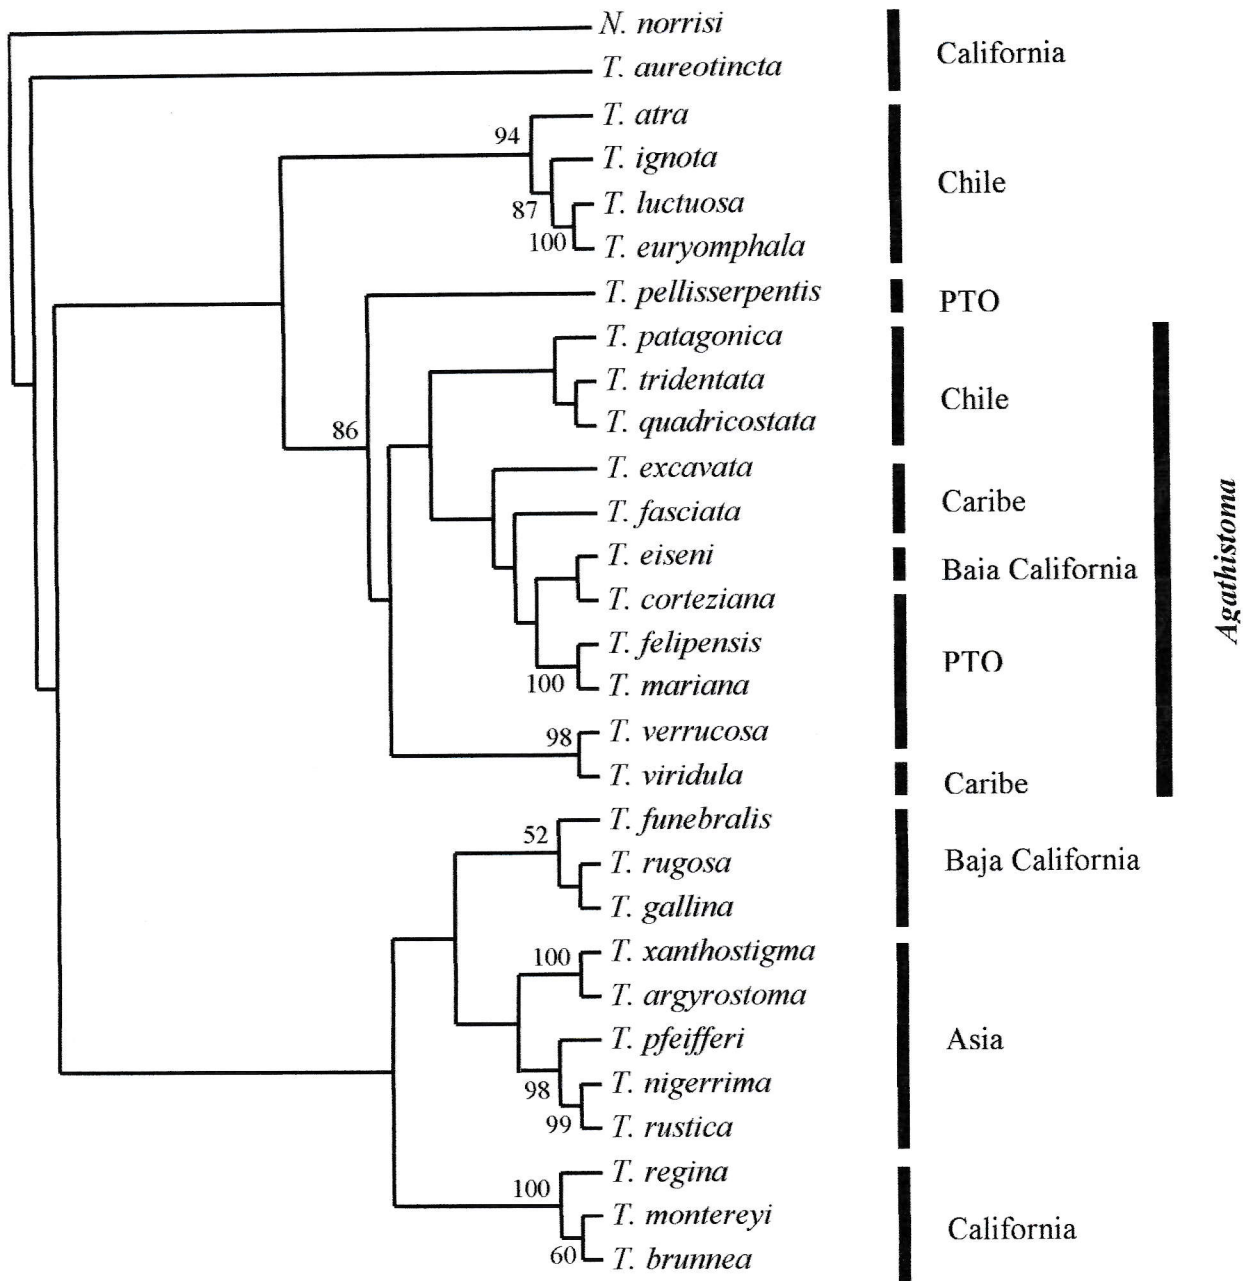 N. norrisi
T. aureotincta
California
T. atra
94
T. ignota
Chile
T. luctuosa
87
T. euryomphala
100
T. pellisserpentis
PTO
T. patagonica
T. tridentata
Chile
T. quadricostata
86
T. excavata
Caribe
T. fasciata
T. eiseni
Baia California
T. corteziana
T. felipensis
PTO
T. mariana
100
T. verrucosa
98
T. viridula
Caribe
Agathistoma
T. funebralis
52
T. rugosa
Baja California
T. gallina
T. xanthostigma
100
T. argyrostoma
T. pfeifferi
Asia
T. nigerrima
98
T. rustica
99
T. regina
100
T. montereyi
California
T. brunnea
60